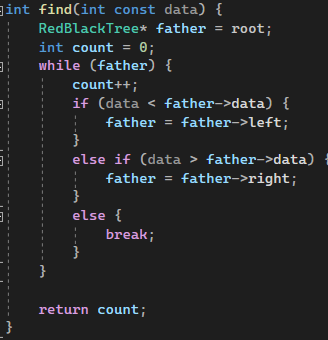 int find(int const data) {
    RedBlackTree* father = root;
    int count = 0;
    while (father) {
        count++;
        if (data < father->data) {
            father = father->left;
        }
        else if (data > father->data) {
            father = father->right;
        }
        else {
            break;
        }
    }

    return count;
}